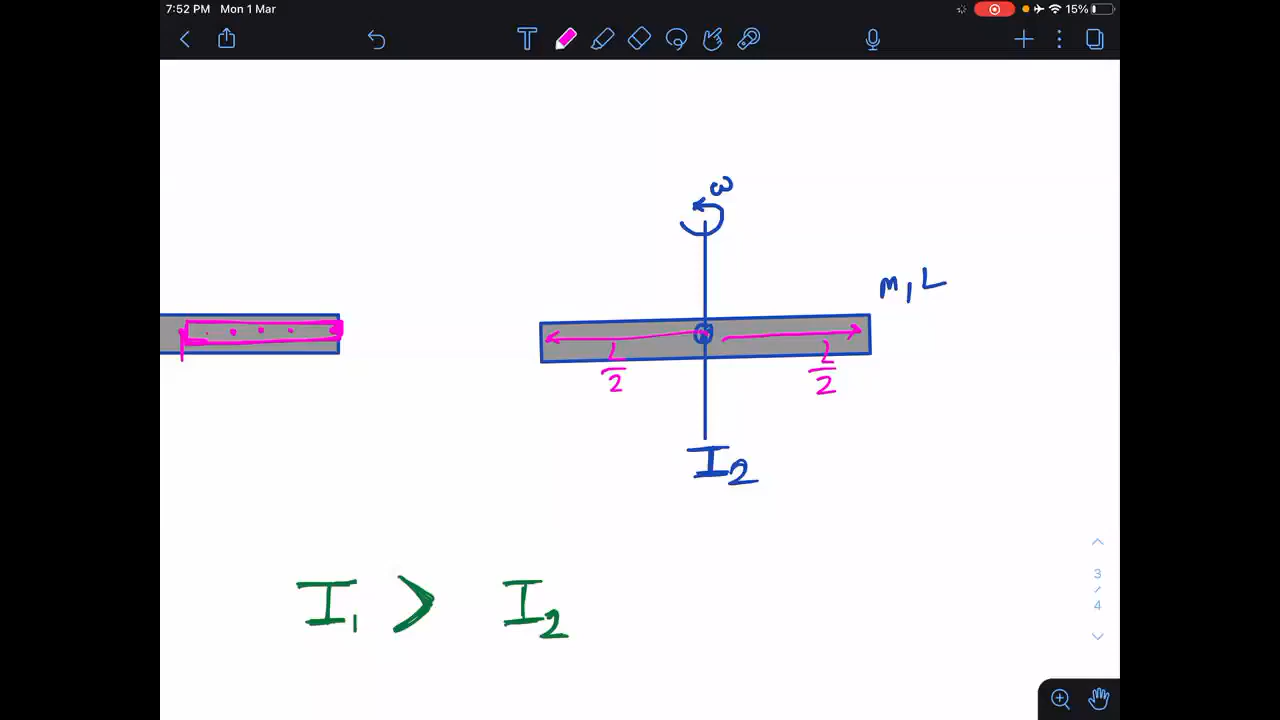 7:52 PM Mon 1 Mar
15%
T
ω
m, L
L/2
L/2
I₂
I₁ > I₂
3
/
4